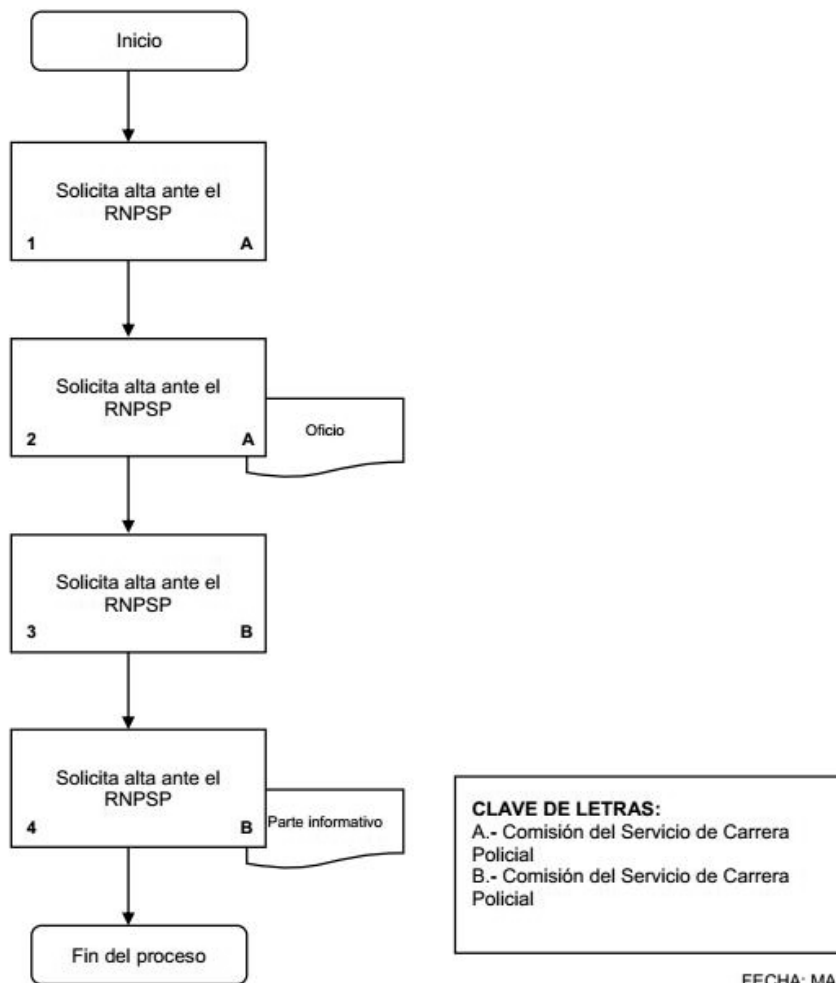 Inicio
Solicita alta ante el
RNPSP
1 A
Solicita alta ante el
RNPSP
2 A
Oficio
Solicita alta ante el
RNPSP
3 B
Solicita alta ante el
RNPSP
4 B
Parte informativo
Fin del proceso
CLAVE DE LETRAS:
A.- Comisión del Servicio de Carrera
Policial
B.- Comisión del Servicio de Carrera
Policial
FECHA: MA